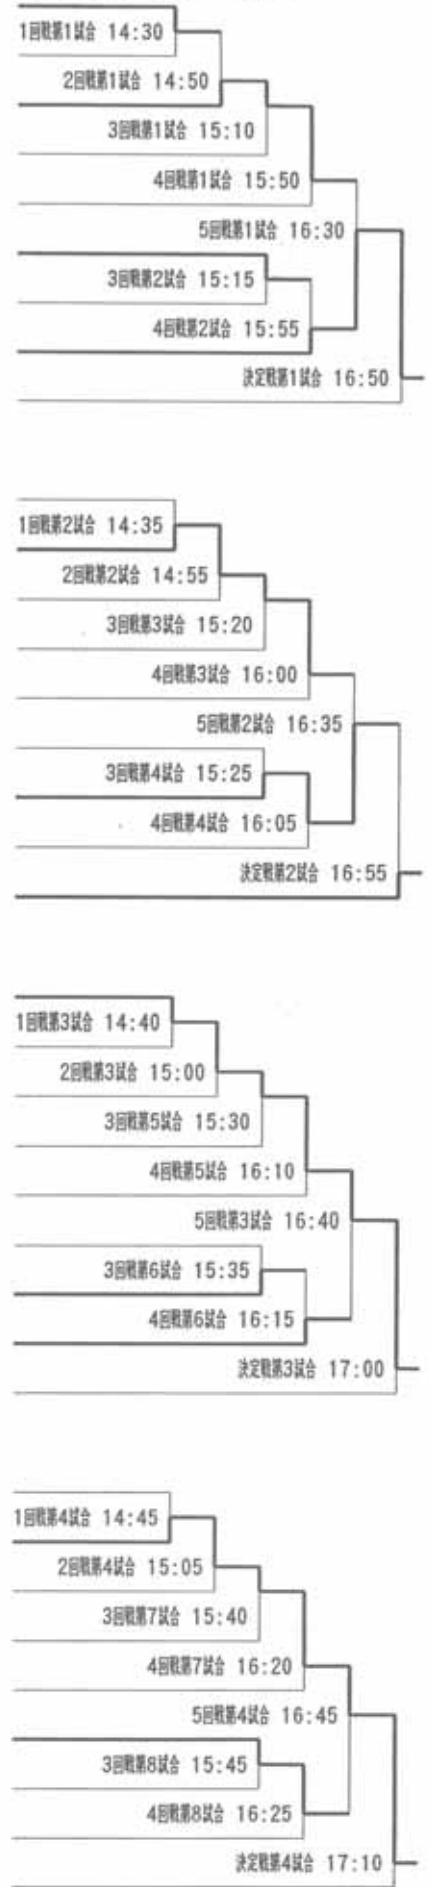 1回戦第1試合 14:30
2回戦第1試合 14:50
3回戦第1試合 15:10
4回戦第1試合 15:50
5回戦第1試合 16:30
3回戦第2試合 15:15
4回戦第2試合 15:55
決定戦第1試合 16:50
1回戦第2試合 14:35
2回戦第2試合 14:55
3回戦第3試合 15:20
4回戦第3試合 16:00
5回戦第2試合 16:35
3回戦第4試合 15:25
4回戦第4試合 16:05
決定戦第2試合 16:55
1回戦第3試合 14:40
2回戦第3試合 15:00
3回戦第5試合 15:30
4回戦第5試合 16:10
5回戦第3試合 16:40
3回戦第6試合 15:35
4回戦第6試合 16:15
決定戦第3試合 17:00
1回戦第4試合 14:45
2回戦第4試合 15:05
3回戦第7試合 15:40
4回戦第7試合 16:20
5回戦第4試合 16:45
3回戦第8試合 15:45
4回戦第8試合 16:25
決定戦第4試合 17:10